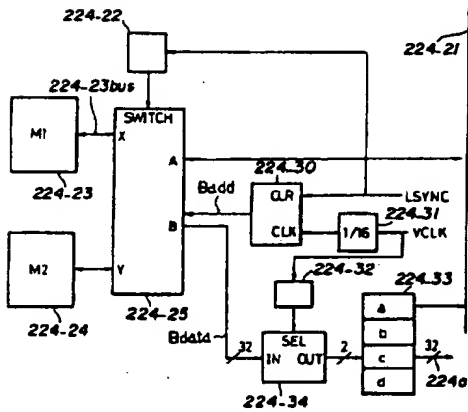 224-22
224-21
224-23bus
SWITCH
M1
X
A
224-30
224-23
Badd
CLR
LSYNC
B
CLK
1/16
224-31
VCLK
M2
Y
224-32
224-33
224-24
224-25
a
SEL
b
Bdata
32
IN
OUT
2
c
32
d
224a
224-34